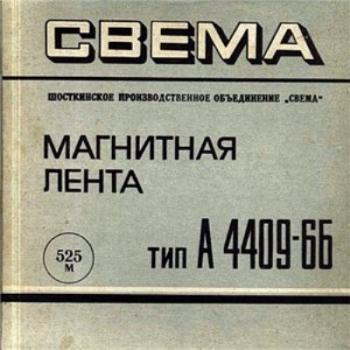 СВЕМА
ШОСТКИНСКОЕ ПРОИЗВОДСТВЕННОЕ ОБЪЕДИНЕНИЕ „СВЕМА“
МАГНИТНАЯ
ЛЕНТА
525
М
ТИП А 4409-6Б